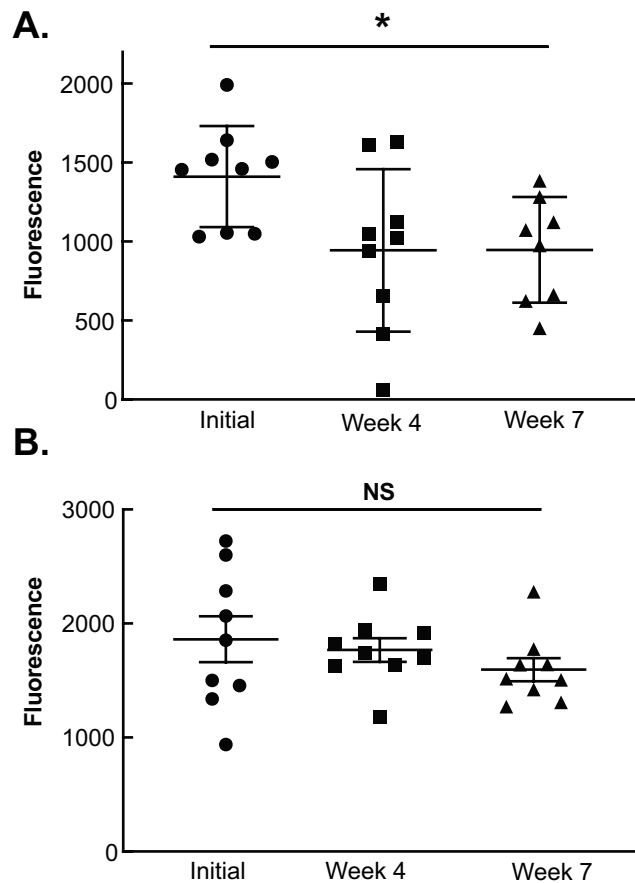 A.
*
Fluorescence
2000
1500
1000
500
0
Initial Week 4 Week 7
B.
NS
Fluorescence
3000
2000
1000
0
Initial Week 4 Week 7